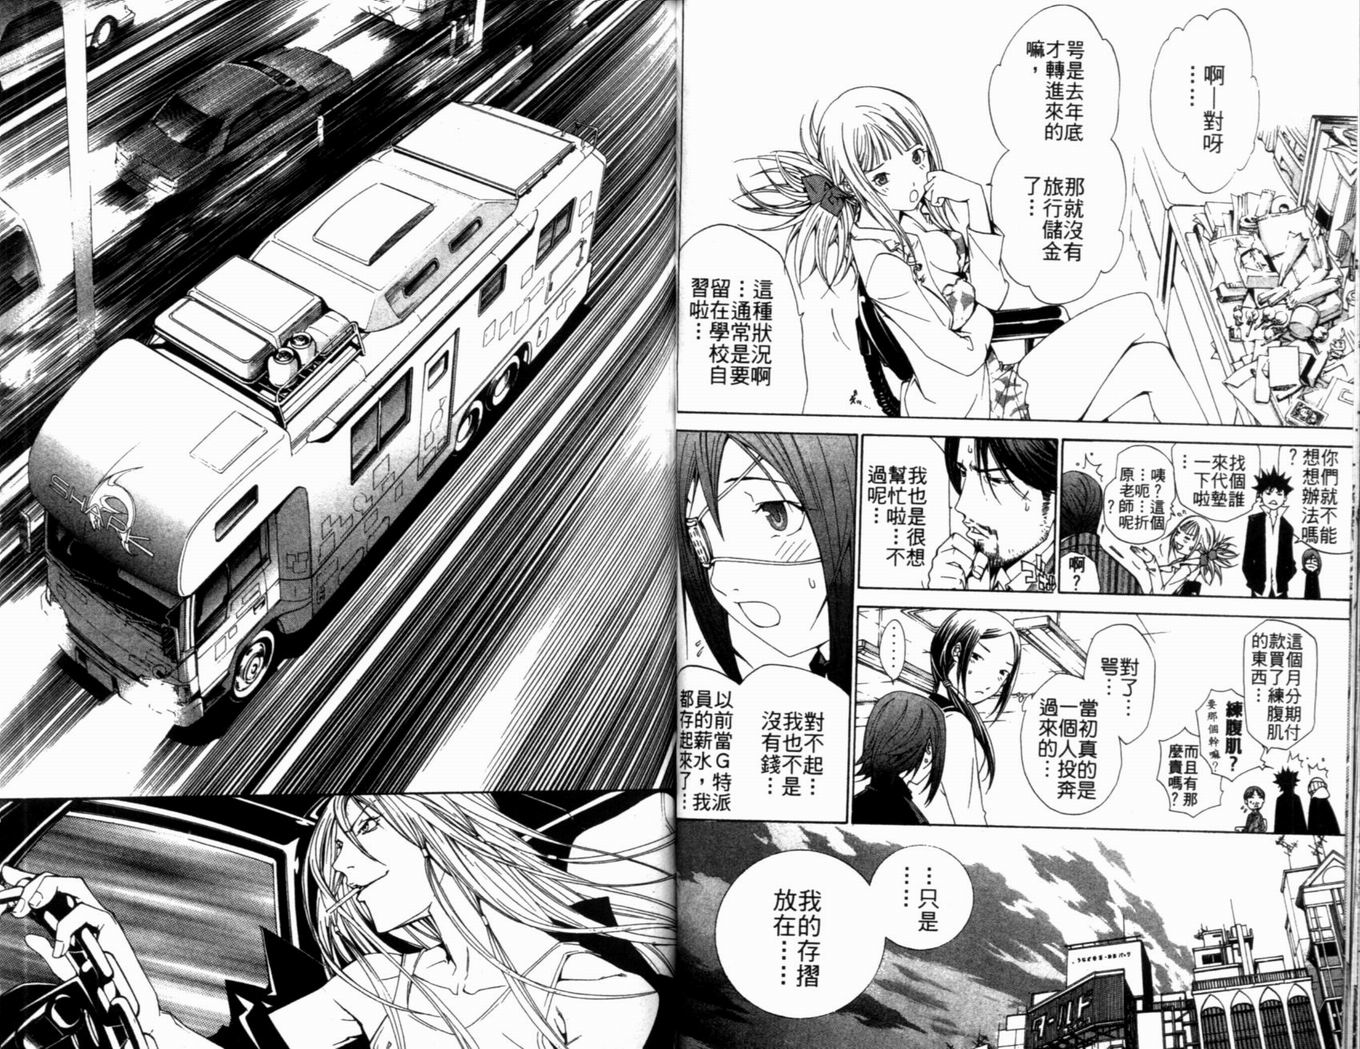 啊—對呀
……
咢是去年底
才轉進來的
嘛，
那就沒有
旅行儲金
了…
這種狀況啊
…通常是要
留在學校自
習啦…
你們就不能
想想辦法嗎
?
找個誰
來代墊
一下啦
…
咦?這個
…呃…折
原老師呢
?
啊?
我也是很想
幫忙啦…不
過呢…
這個月分期付
款買了練腹肌
的東西…
練腹肌?
要那個幹嘛?
而且有那
麼貴嗎?
對了…
咢…
當初真的是
一個人投奔
過來的…
……
對不起…
我也不是
沒有錢…
以前當G特派
員的薪水，我
都存起來了…
…只是
……
我的存摺
放在……
SHARK